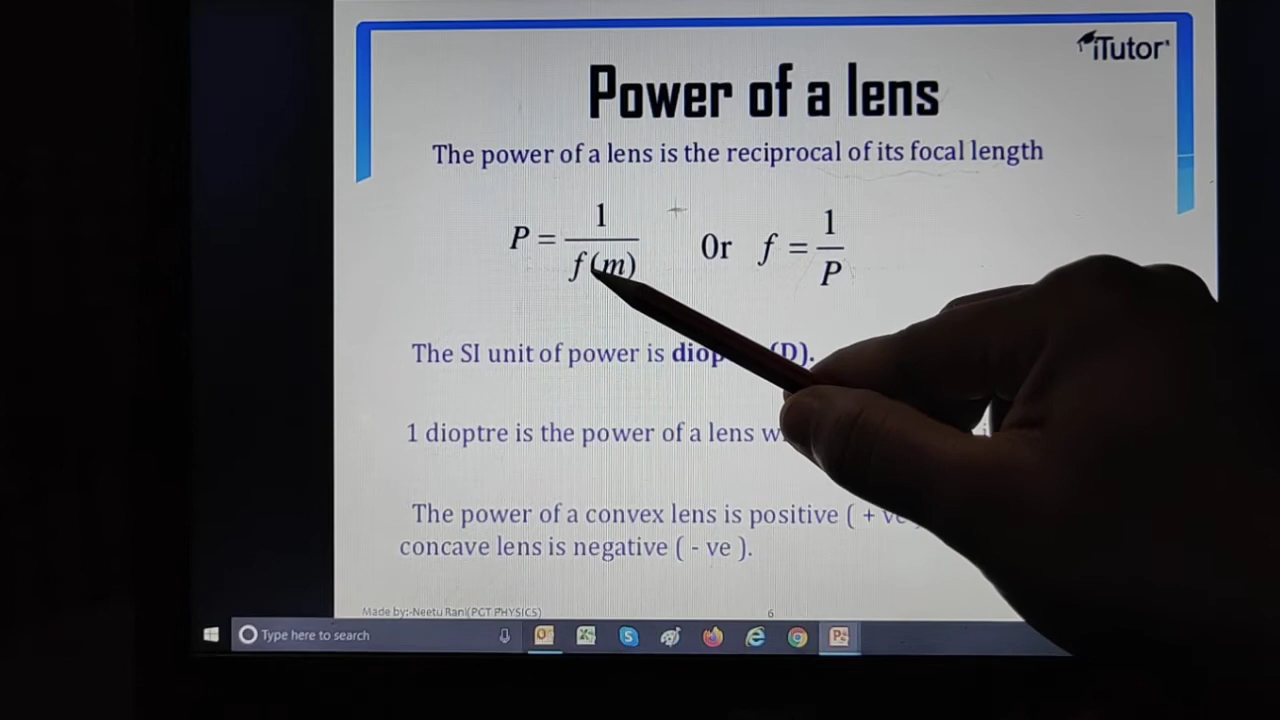 iTutor
Power of a lens
The power of a lens is the reciprocal of its focal length
P = 1 / f(m) Or f = 1 / P
The SI unit of power is (D).
1 dioptre is the power of a lens
The power of a convex lens is positive ( + ve
concave lens is negative ( - ve ).
Made by:-Neetu Rani(PGT PHYSICS)
6
Type here to search